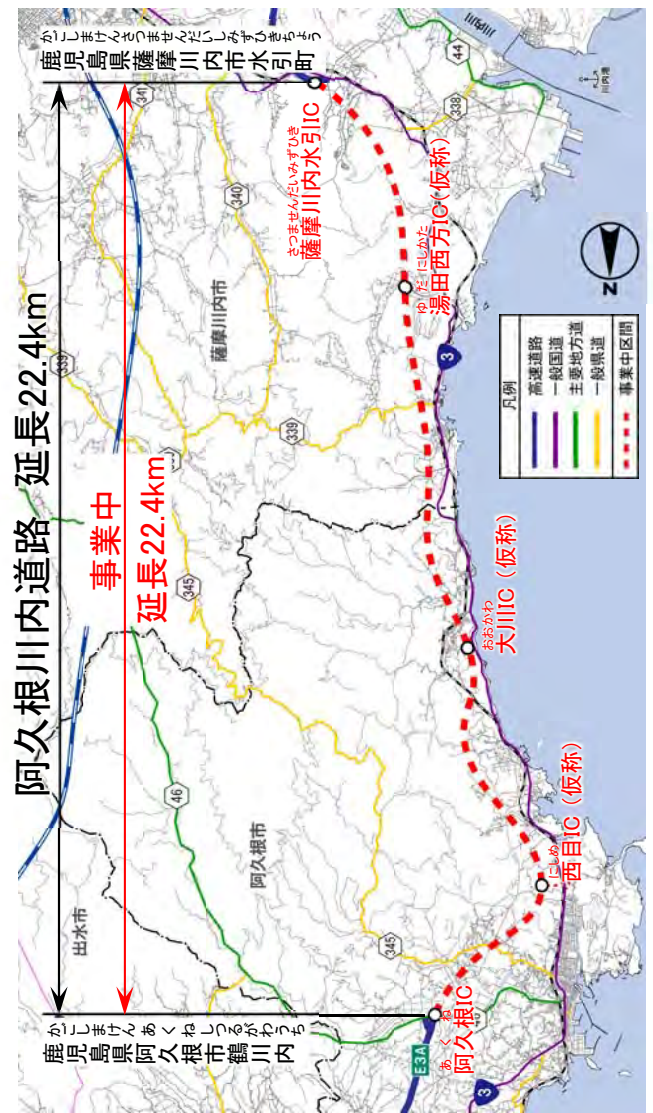 阿久根川内道路 延長22.4km
事業中
延長22.4km
かごしまけんあくねしつるがわうち
鹿児島県阿久根市鶴川内
かごしまけんさつませんだいしみずひきちょう
鹿児島県薩摩川内市水引町
出水市
阿久根市
薩摩川内市
46
345
345
339
339
340
341
338
44
川内川
川内港
E3A
3
3
あくね
阿久根IC
にしめ
西目IC(仮称)
おおかわ
大川IC(仮称)
ゆだにしかた
湯田西方IC(仮称)
さつませんだいみずひき
薩摩川内水引IC
N
凡例
高速道路
一般国道
主要地方道
一般県道
事業中区間